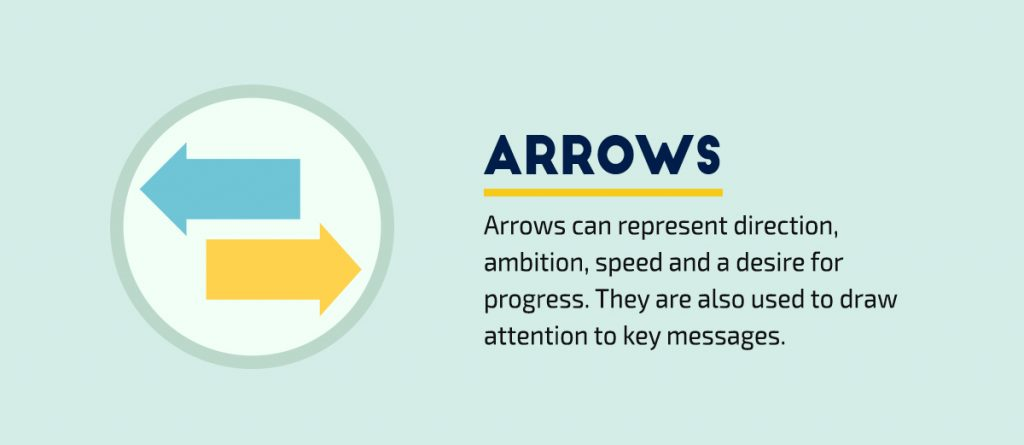 ARROWS
Arrows can represent direction,
ambition, speed and a desire for
progress. They are also used to draw
attention to key messages.